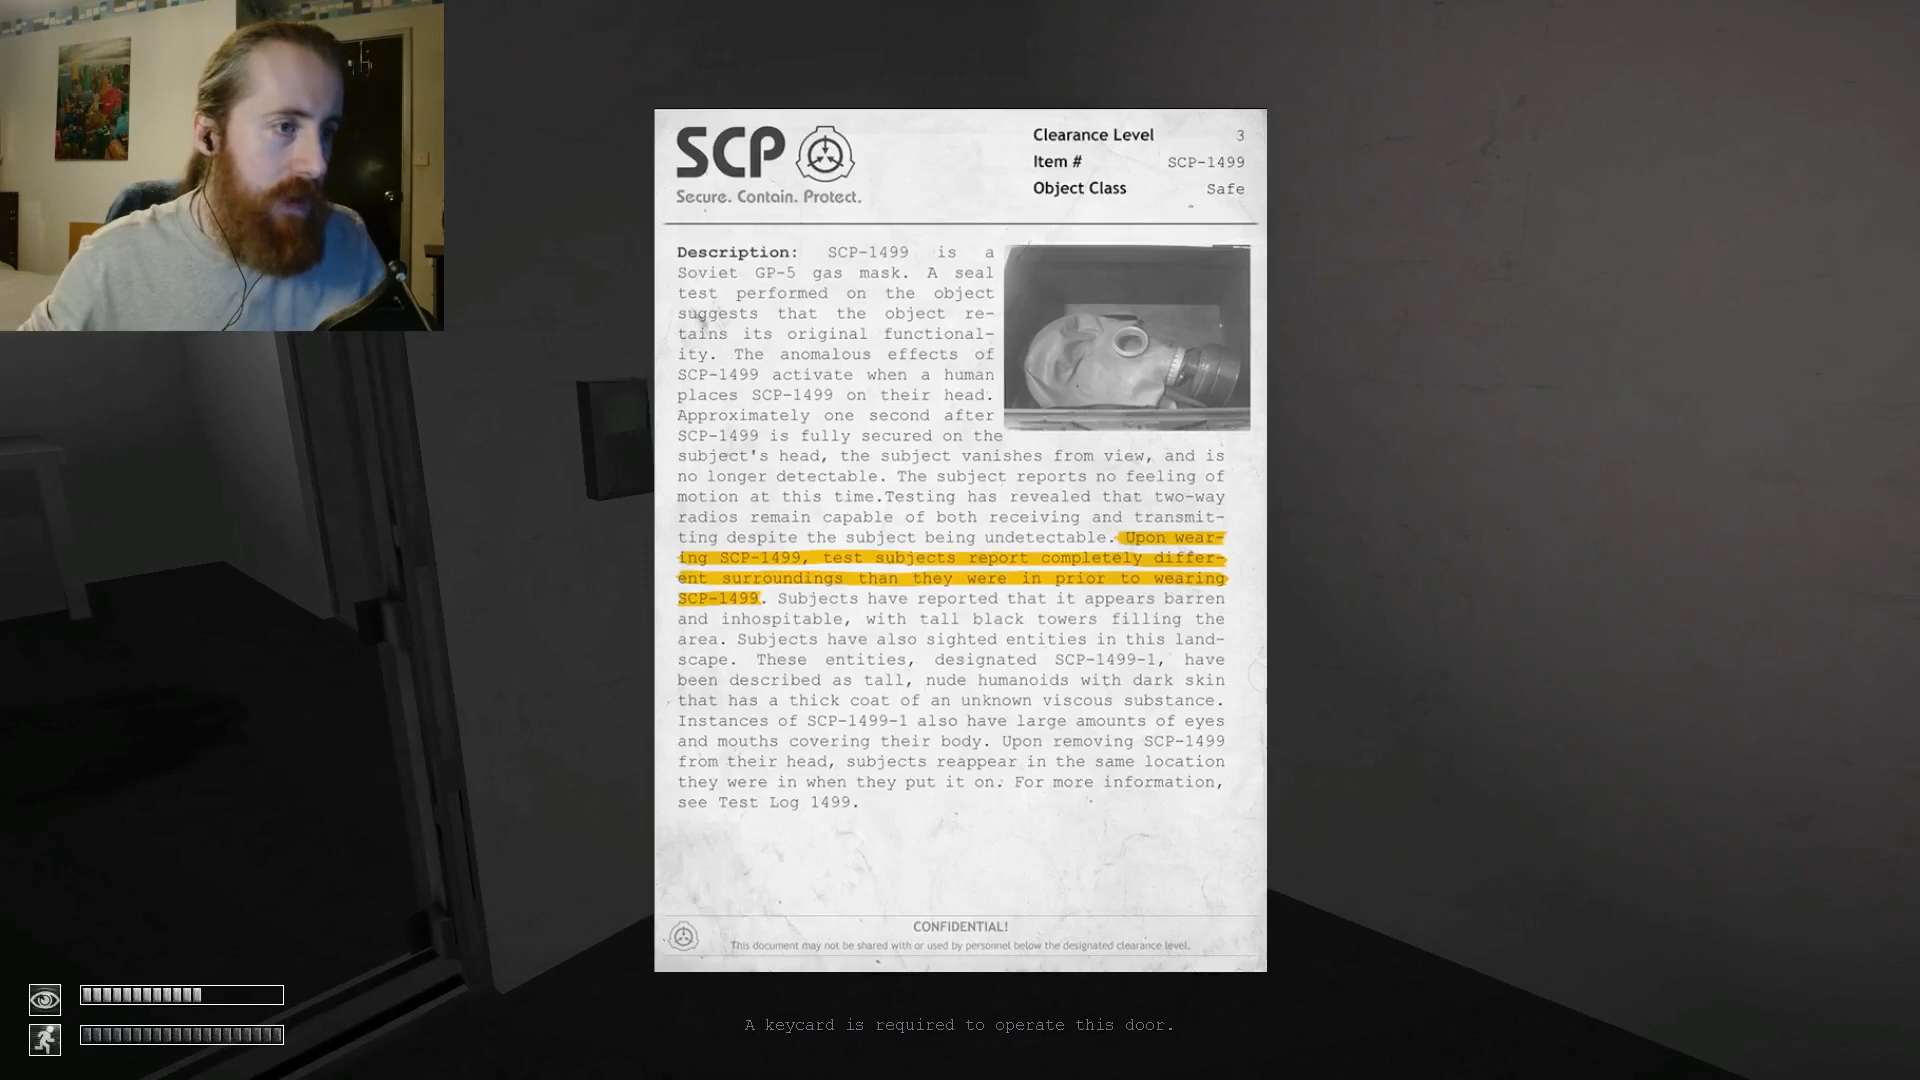 SCP
Secure. Contain. Protect.
Clearance Level 3
Item # SCP-1499
Object Class Safe
Description: SCP-1499 is a
Soviet GP-5 gas mask. A seal
test performed on the object
suggests that the object re-
tains its original functional-
ity. The anomalous effects of
SCP-1499 activate when a human
places SCP-1499 on their head.
Approximately one second after
SCP-1499 is fully secured on the
subject's head, the subject vanishes from view, and is
no longer detectable. The subject reports no feeling of
motion at this time.Testing has revealed that two-way
radios remain capable of both receiving and transmit-
ting despite the subject being undetectable. Upon wear-
ing SCP-1499, test subjects report completely differ-
ent surroundings than they were in prior to wearing
SCP-1499. Subjects have reported that it appears barren
and inhospitable, with tall black towers filling the
area. Subjects have also sighted entities in this land-
scape. These entities, designated SCP-1499-1, have
been described as tall, nude humanoids with dark skin
that has a thick coat of an unknown viscous substance.
Instances of SCP-1499-1 also have large amounts of eyes
and mouths covering their body. Upon removing SCP-1499
from their head, subjects reappear in the same location
they were in when they put it on. For more information,
see Test Log 1499.
CONFIDENTIAL!
This document may not be shared with or used by personnel below the designated clearance level.
A keycard is required to operate this door.